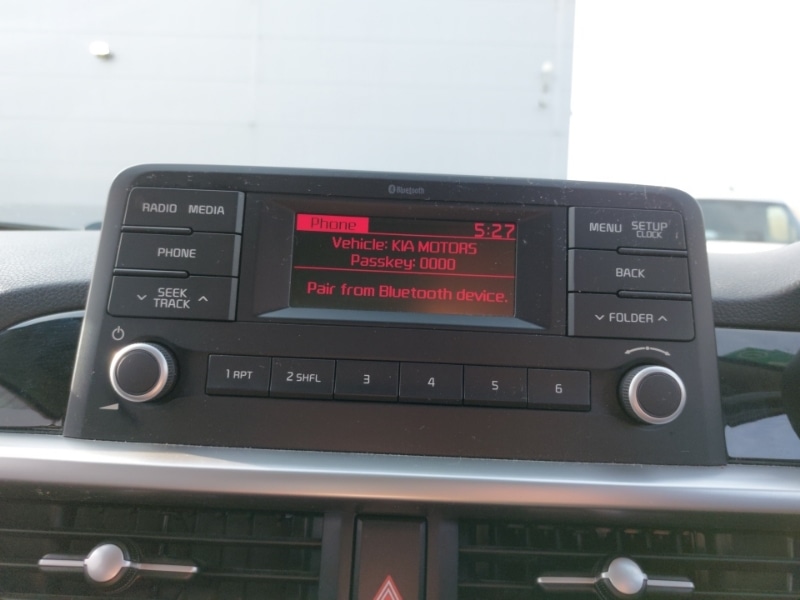 Bluetooth
RADIO MEDIA
PHONE
SEEK
TRACK
Phone 5:27
Vehicle: KIA MOTORS
Passkey: 0000
Pair from Bluetooth device.
MENU SETUP
CLOCK
BACK
FOLDER
1 RPT
2 SHFL
3
4
5
6